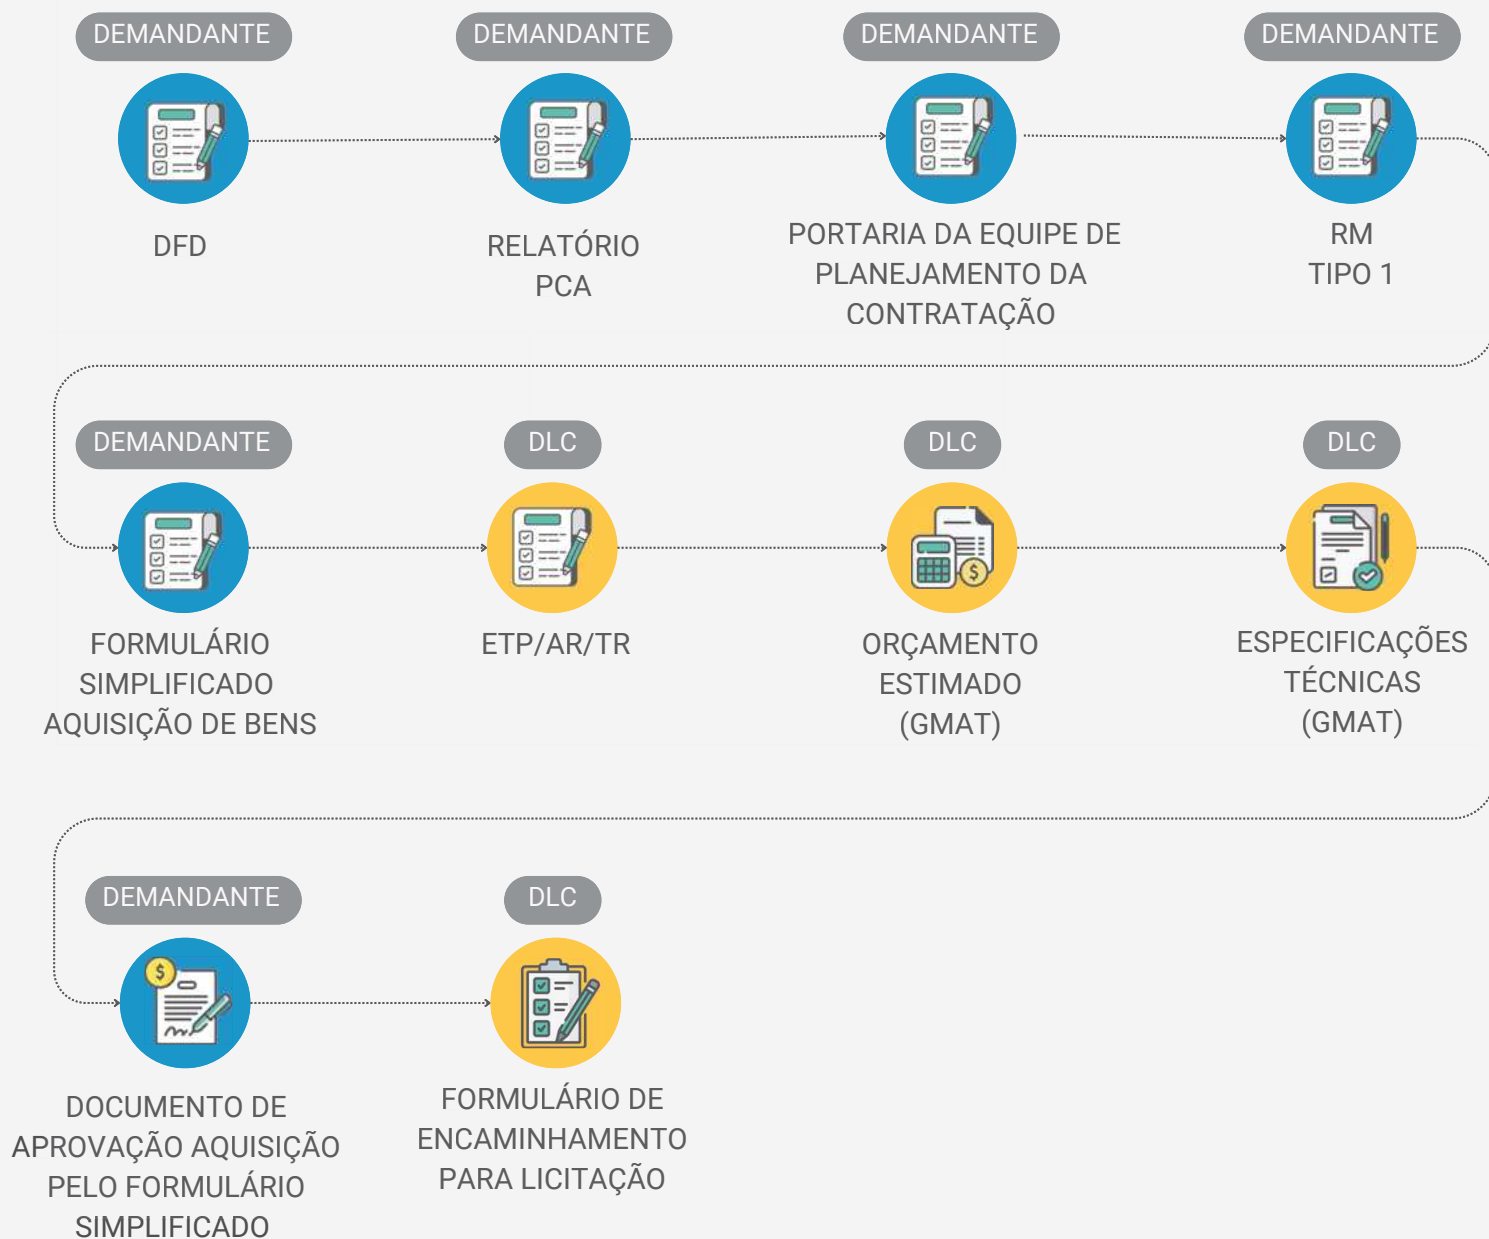 DEMANDANTE
DEMANDANTE
DEMANDANTE
DEMANDANTE
DFD
RELATÓRIO
PCA
PORTARIA DA EQUIPE DE
PLANEJAMENTO DA
CONTRATAÇÃO
RM
TIPO 1
DEMANDANTE
DLC
DLC
DLC
FORMULÁRIO
SIMPLIFICADO
AQUISIÇÃO DE BENS
ETP/AR/TR
ORÇAMENTO
ESTIMADO
(GMAT)
ESPECIFICAÇÕES
TÉCNICAS
(GMAT)
DEMANDANTE
DLC
DOCUMENTO DE
APROVAÇÃO AQUISIÇÃO
PELO FORMULÁRIO
SIMPLIFICADO
FORMULÁRIO DE
ENCAMINHAMENTO
PARA LICITAÇÃO